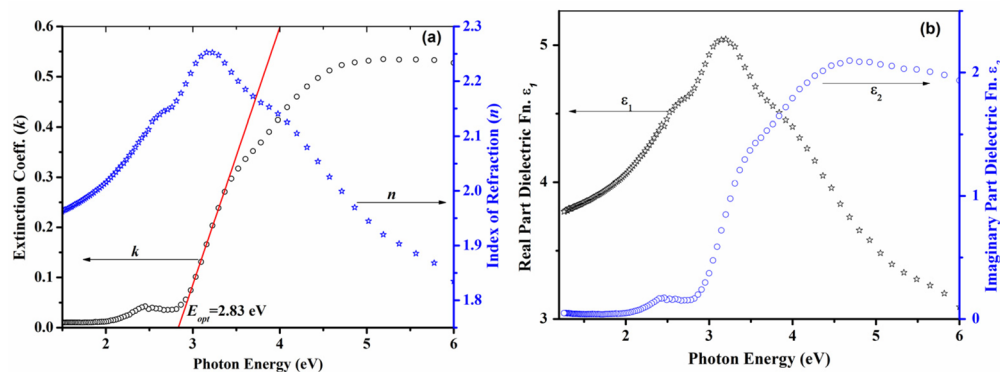 (a)
Extinction Coeff. (k)
0.6
0.5
0.4
0.3
0.2
0.1
0.0
2.3
2.2
2.1
2.0
1.9
1.8
Index of Refraction (n)
n
k
E_opt=2.83 eV
2 3 4 5 6
Photon Energy (eV)
(b)
Real Part Dielectric Fn. ε₁
5
4
3
2
1
0
Imaginary Part Dielectric Fn. ε₂
ε₁
ε₂
2 3 4 5 6
Photon Energy (eV)